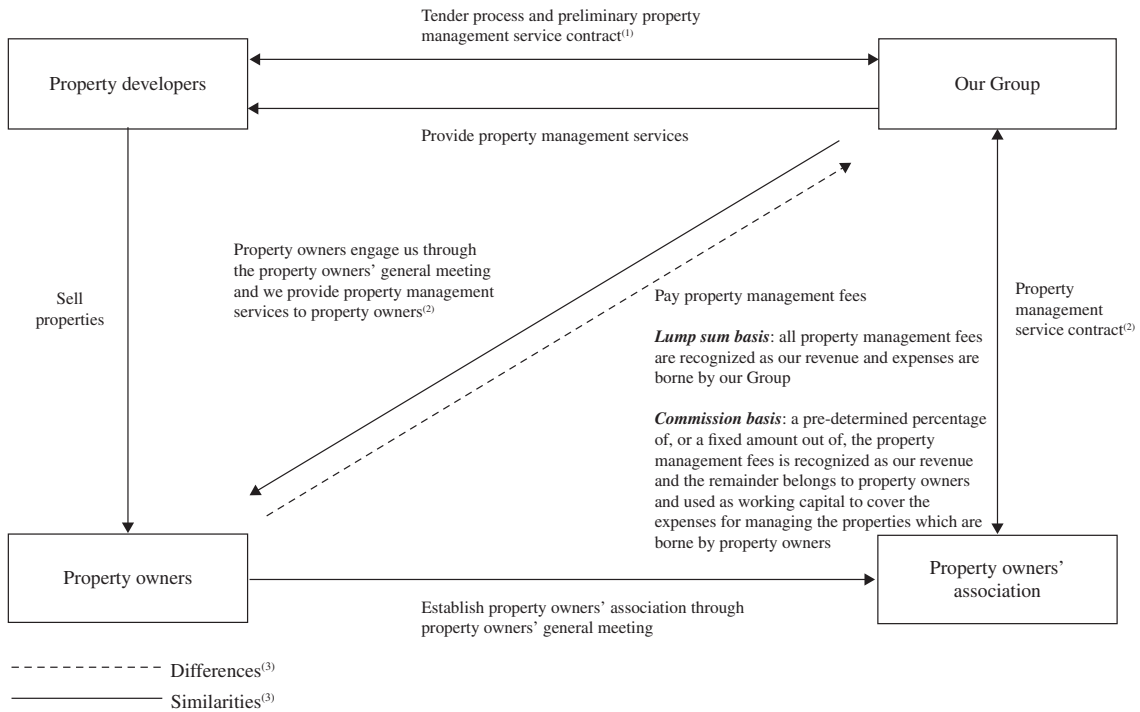 Tender process and preliminary property
management service contract(1)
Property developers
Our Group
Provide property management services
Property owners engage us through
the property owners’ general meeting
and we provide property management
services to property owners(2)
Sell
properties
Pay property management fees
Lump sum basis: all property management fees
are recognized as our revenue and expenses are
borne by our Group
Commission basis: a pre-determined percentage
of, or a fixed amount out of, the property
management fees is recognized as our revenue
and the remainder belongs to property owners
and used as working capital to cover the
expenses for managing the properties which are
borne by property owners
Property
management
service contract(2)
Property owners
Property owners’
association
Establish property owners’ association through
property owners’ general meeting
Differences(3)
Similarities(3)